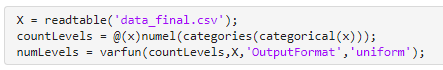 X = readtable('data_final.csv');
countLevels = @(x)numel(categories(categorical(x)));
numLevels = varfun(countLevels,X,'OutputFormat','uniform');